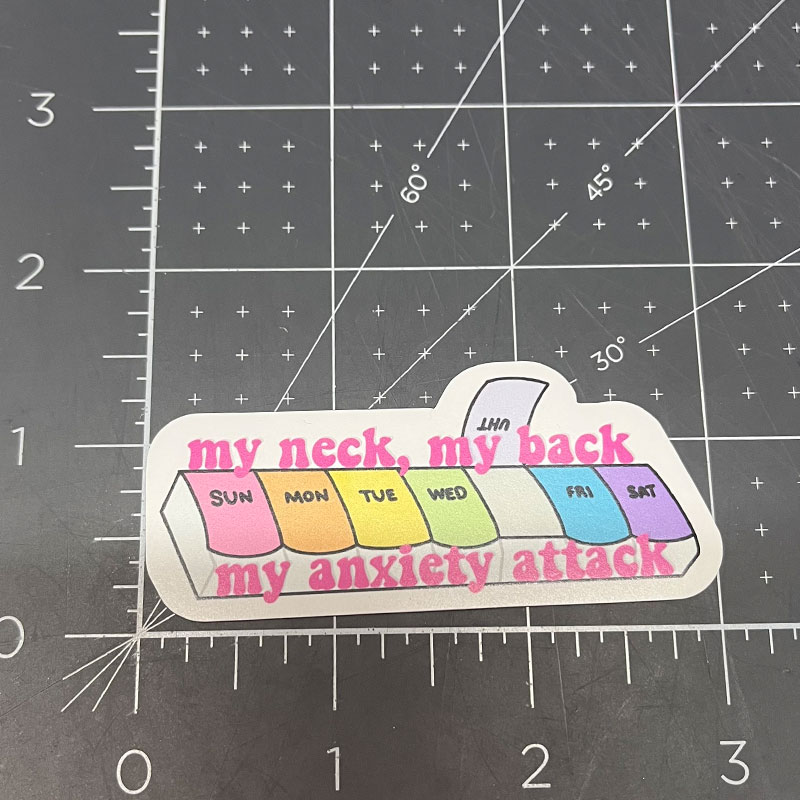 3
60°
45°
2
30°
UHT
1
my neck, my back
SUN MON TUE WED FRI SAT
my anxiety attack
0
0 1 2 3